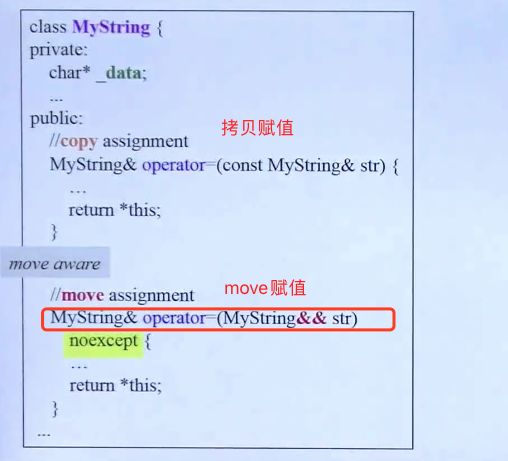 class MyString {
private:
char* _data;
...
public:
//copy assignment
拷贝赋值
MyString& operator=(const MyString& str) {
...
return *this;
}
move aware
//move assignment
move赋值
MyString& operator=(MyString&& str)
noexcept {
...
return *this;
}
...